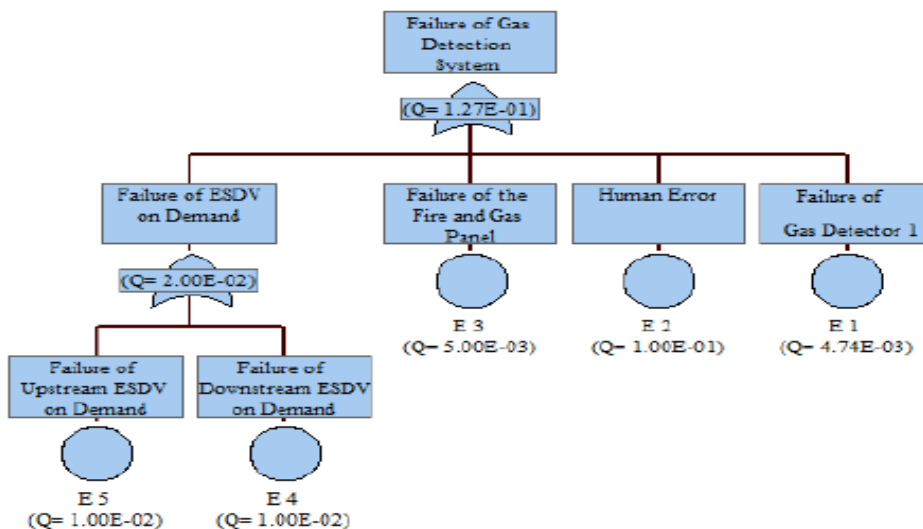 Failure of Gas
Detection
System
(Q= 1.27E-01)
Failure of ESDV
on Demand
(Q= 2.00E-02)
Failure of the
Fire and Gas
Panel
E 3
(Q= 5.00E-03)
Human Error
E 2
(Q= 1.00E-01)
Failure of
Gas Detector 1
E 1
(Q= 4.74E-03)
Failure of
Upstream ESDV
on Demand
E 5
(Q= 1.00E-02)
Failure of
Downstream ESDV
on Demand
E 4
(Q= 1.00E-02)